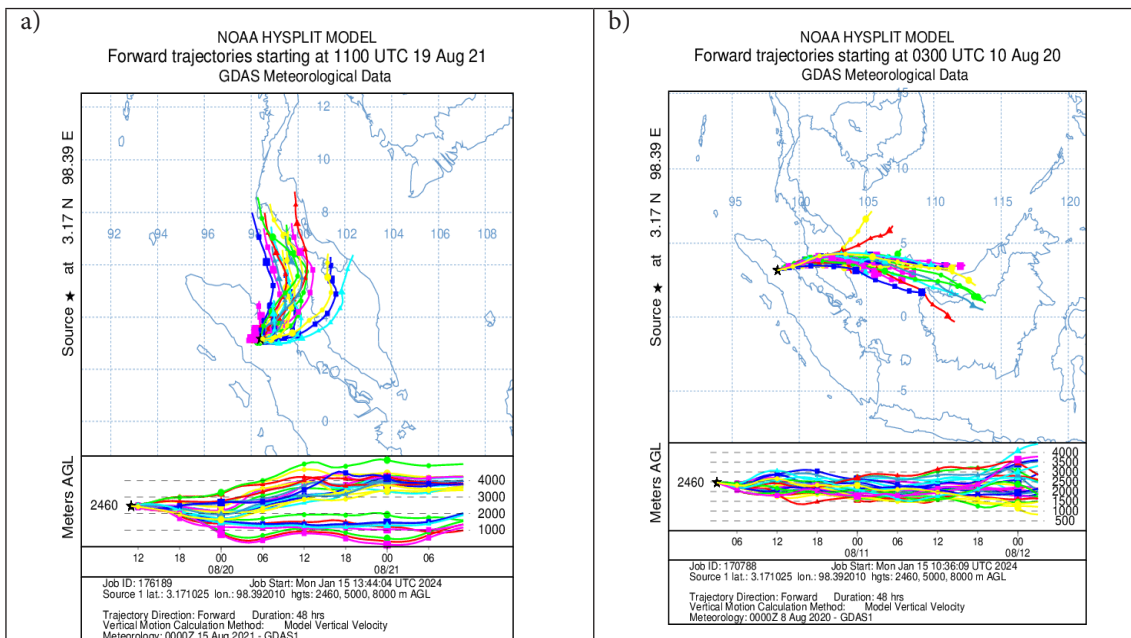 a)
NOAA HYSPLIT MODEL
Forward trajectories starting at 1100 UTC 19 Aug 21
GDAS Meteorological Data
Source ★ at 3.17 N 98.39 E
12
10
8
92 94 96 98 100 102 104 106 108
2
0
Meters AGL
2460
4000
3000
2000
1000
12 18 00 06 12 18 00 06
08/20 08/21
Job ID: 176189 Job Start: Mon Jan 15 13:44:04 UTC 2024
Source 1 lat.: 3.171025 lon.: 98.392010 hgts: 2460, 5000, 8000 m AGL
Trajectory Direction: Forward Duration: 48 hrs
Vertical Motion Calculation Method: Model Vertical Velocity
Meteorology: 0000Z 15 Aug 2021 - GDAS1
b)
NOAA HYSPLIT MODEL
Forward trajectories starting at 0300 UTC 10 Aug 20
GDAS Meteorological Data
Source ★ at 3.17 N 98.39 E
15
10
95 100 105 110 115 120
5
0
-5
Meters AGL
2460
4000
3500
3000
2500
2000
1500
1000
500
06 12 18 00 06 12 18 00
08/11 08/12
Job ID: 170788 Job Start: Mon Jan 15 10:36:09 UTC 2024
Source 1 lat.: 3.171025 lon.: 98.392010 hgts: 2460, 5000, 8000 m AGL
Trajectory Direction: Forward Duration: 48 hrs
Vertical Motion Calculation Method: Model Vertical Velocity
Meteorology: 0000Z 8 Aug 2020 - GDAS1